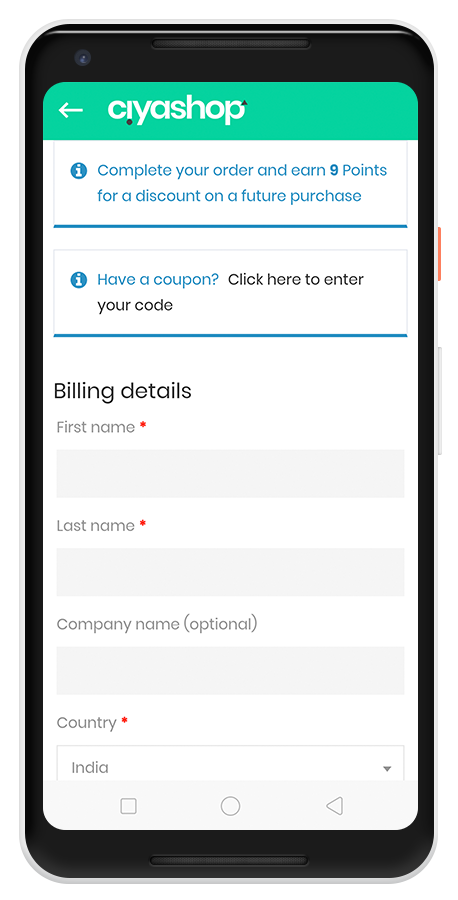 ciyashop
Complete your order and earn 9 Points
for a discount on a future purchase
Have a coupon? Click here to enter
your code
Billing details
First name *
Last name *
Company name (optional)
Country *
India